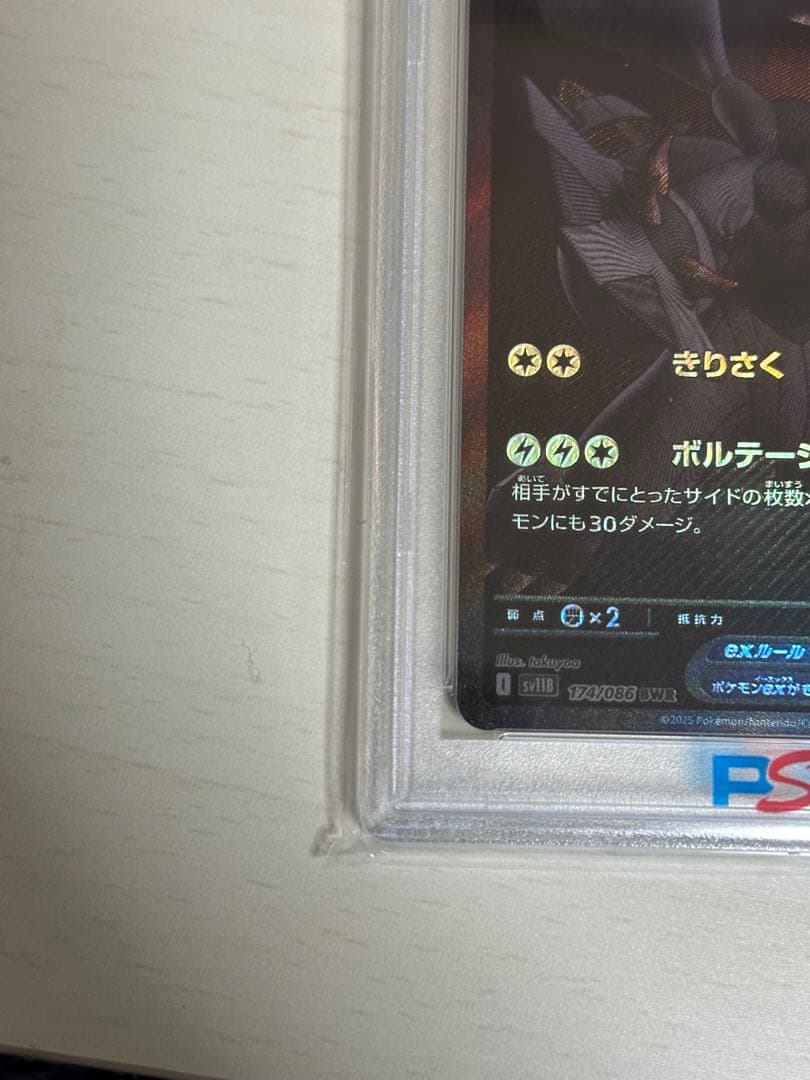 きりさく
ボルテージ
あいて まいすう
相手がすでにとったサイドの枚数×
モンにも30ダメージ。
弱点 ×2 抵抗力
exルール
Illus. takuyoa
イーエックス
I sv11B 174/086 BWR ポケモンexがき
©2025 Pokémon/Nintendo/C
PS